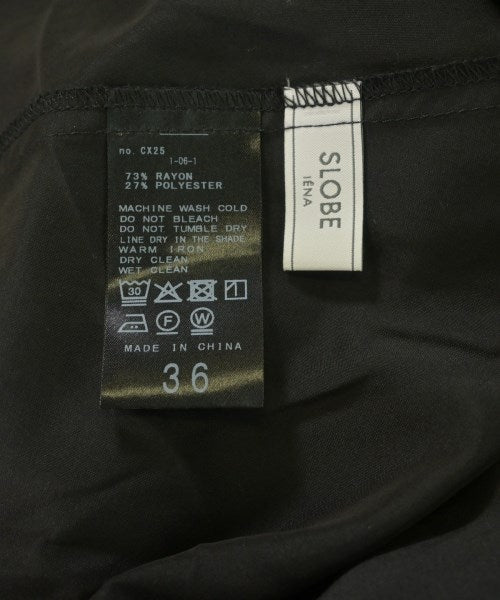 no. CX25
1-06-1
73% RAYON
27% POLYESTER
MACHINE WASH COLD
DO NOT BLEACH
DO NOT TUMBLE DRY
LINE DRY IN THE SHADE
WARM IRON
DRY CLEAN
WET CLEAN
30
F
W
MADE IN CHINA
36
SLOBE
IÉNA